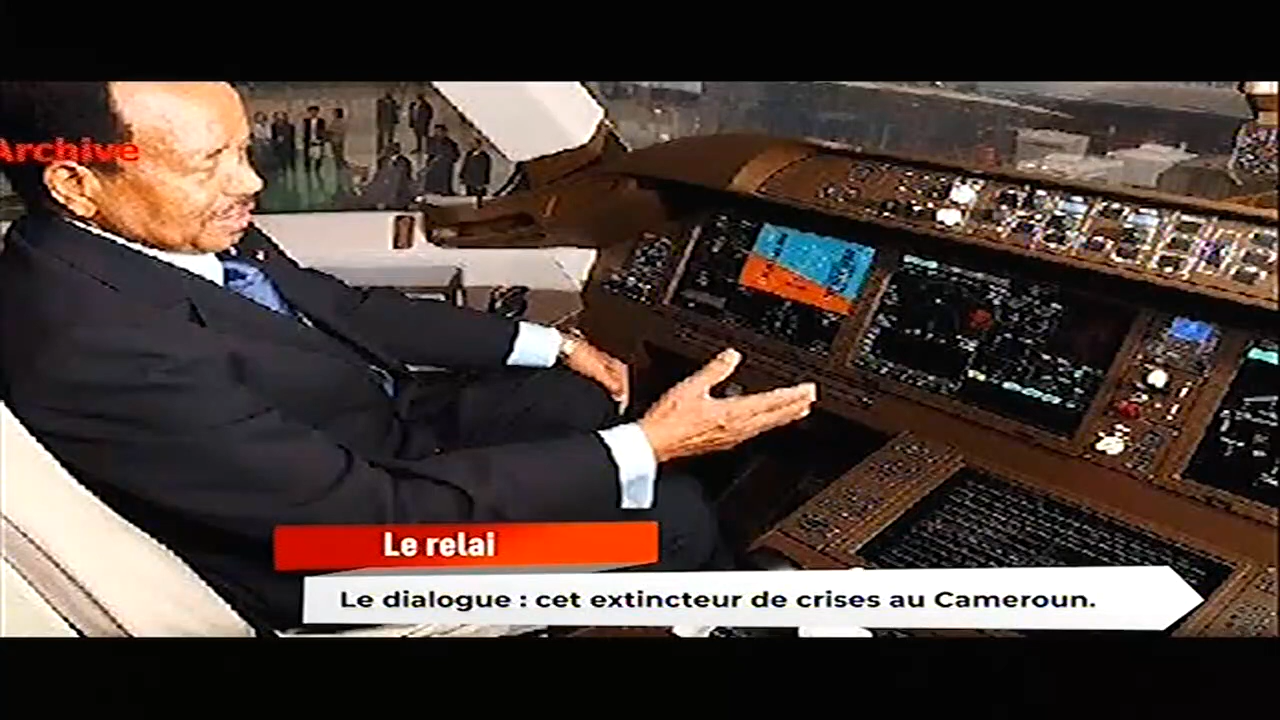 Archive
Le relai
Le dialogue : cet extincteur de crises au Cameroun.